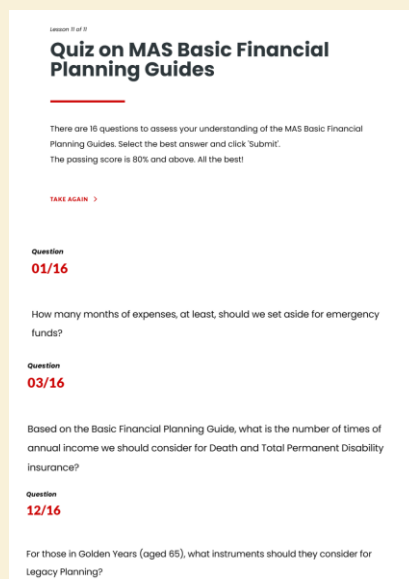 Lesson 11 of 11
Quiz on MAS Basic Financial
Planning Guides
There are 16 questions to assess your understanding of the MAS Basic Financial
Planning Guides. Select the best answer and click 'Submit'.
The passing score is 80% and above. All the best!
TAKE AGAIN >
Question
01/16
How many months of expenses, at least, should we set aside for emergency
funds?
Question
03/16
Based on the Basic Financial Planning Guide, what is the number of times of
annual income we should consider for Death and Total Permanent Disability
insurance?
Question
12/16
For those in Golden Years (aged 65), what instruments should they consider for
Legacy Planning?